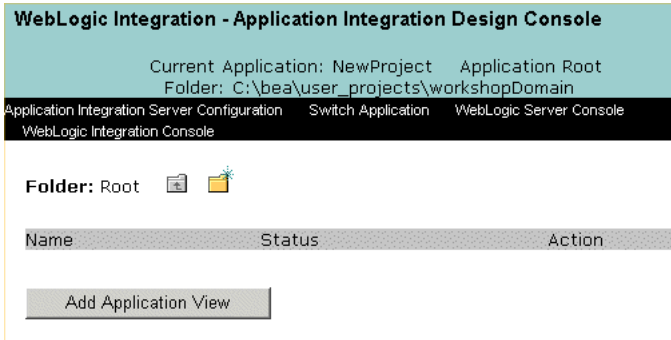 WebLogic Integration - Application Integration Design Console
Current Application: NewProject Application Root
Folder: C:\bea\user_projects\workshopDomain
Application Integration Server Configuration Switch Application WebLogic Server Console
WebLogic Integration Console
Folder: Root
Name Status Action
Add Application View